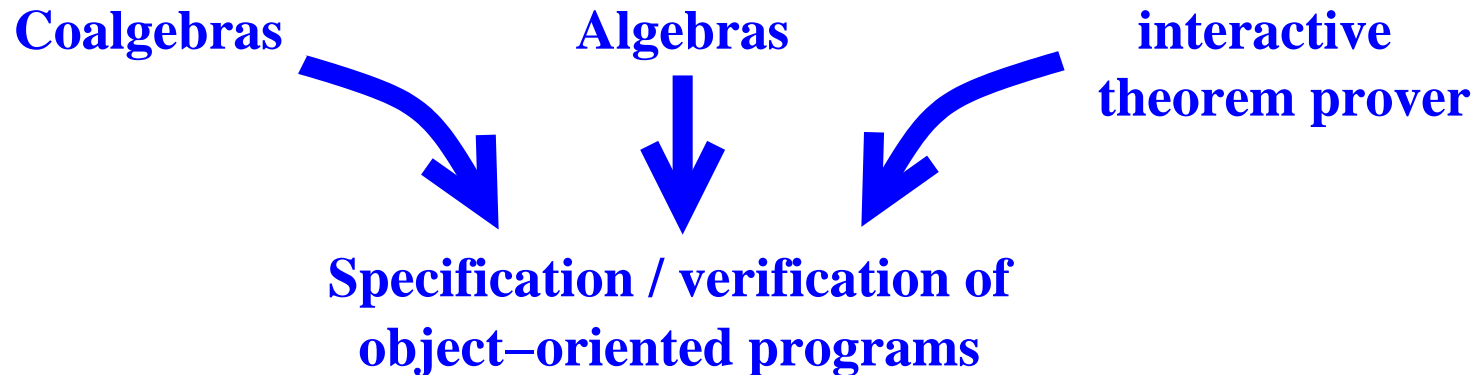 Coalgebras
Algebras
interactive
theorem prover
Specification / verification of
object−oriented programs